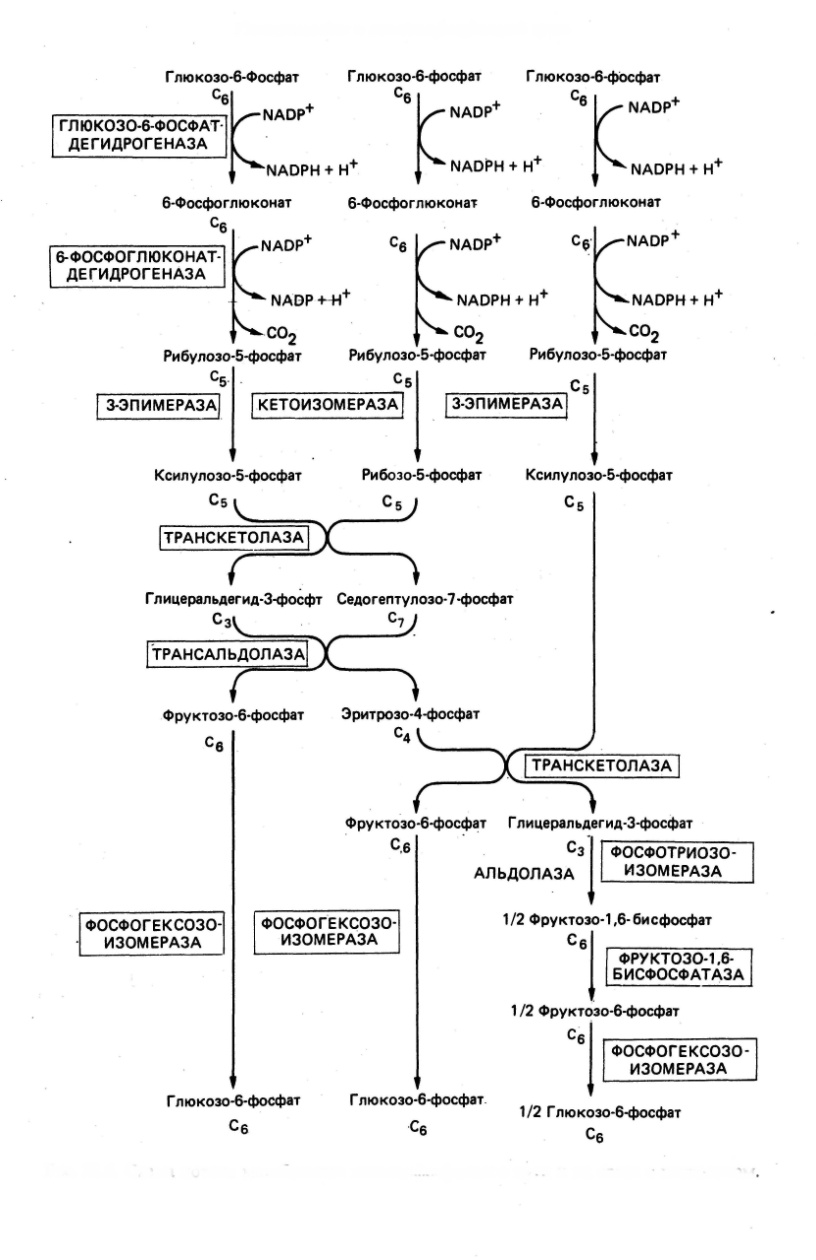 Глюкозо-6-Фосфат Глюкозо-6-фосфат Глюкозо-6-фосфат
C6 C6 C6
NADP+ NADP+ NADP+
ГЛЮКОЗО-6-ФОСФАТ-
ДЕГИДРОГЕНАЗА
NADPH + H+ NADPH + H+ NADPH + H+
6-Фосфоглюконат 6-Фосфоглюконат 6-Фосфоглюконат
C6 C6 C6
NADP+ NADP+ NADP+
6-ФОСФОГЛЮКОНАТ-
ДЕГИДРОГЕНАЗА
NADP + H+ NADPH + H+ NADPH + H+
CO2 CO2 CO2
Рибулозо-5-фосфат Рибулозо-5-фосфат Рибулозо-5-фосфат
C5 C5 C5
3-ЭПИМЕРАЗА КЕТОИЗОМЕРАЗА 3-ЭПИМЕРАЗА
Ксилулозо-5-фосфат Рибозо-5-фосфат Ксилулозо-5-фосфат
C5 C5 C5
ТРАНСКЕТОЛАЗА
Глицеральдегид-3-фосфт Седогептулозо-7-фосфат
C3 C7
ТРАНСАЛЬДОЛАЗА
Фруктозо-6-фосфат Эритрозо-4-фосфат
C6 C4
ТРАНСКЕТОЛАЗА
Фруктозо-6-фосфат Глицеральдегид-3-фосфат
C6 C3
АЛЬДОЛАЗА
ФОСФОТРИОЗО-
ИЗОМЕРАЗА
1/2 Фруктозо-1,6-бисфосфат
C6
ФОСФОГЕКСОЗО-
ИЗОМЕРАЗА
ФОСФОГЕКСОЗО-
ИЗОМЕРАЗА
ФРУКТОЗО-1,6-
БИСФОСФАТАЗА
1/2 Фруктозо-6-фосфат
C6
ФОСФОГЕКСОЗО-
ИЗОМЕРАЗА
Глюкозо-6-фосфат Глюкозо-6-фосфат 1/2 Глюкозо-6-фосфат
C6 C6 C6